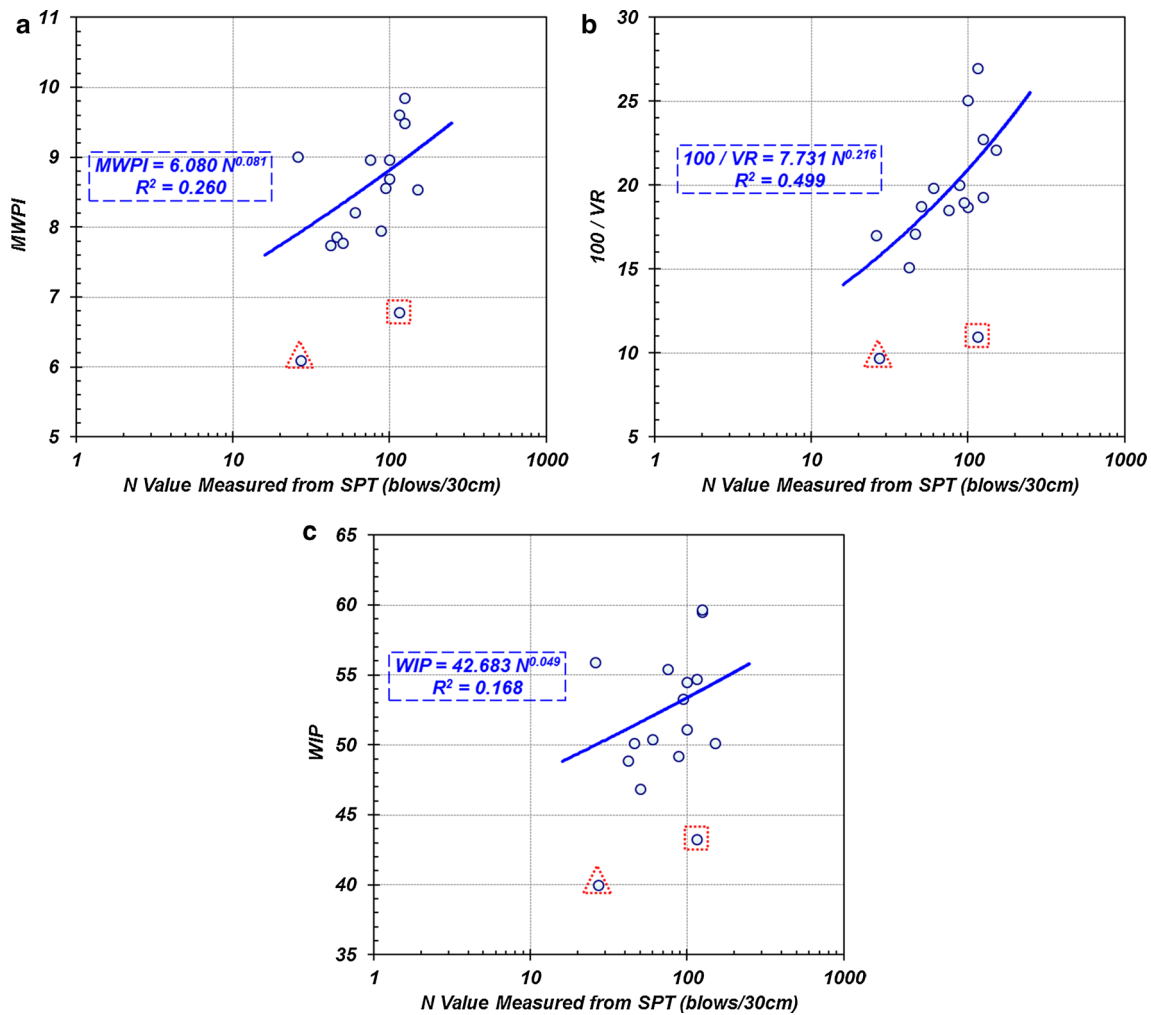 a
11
10
9
8
7
6
5
MWPI
MWPI = 6.080 N^0.081
R² = 0.260
1 10 100 1000
N Value Measured from SPT (blows/30cm)
b
30
25
20
15
10
5
100 / VR
100 / VR = 7.731 N^0.216
R² = 0.499
1 10 100 1000
N Value Measured from SPT (blows/30cm)
c
65
60
55
50
45
40
35
WIP
WIP = 42.683 N^0.049
R² = 0.168
1 10 100 1000
N Value Measured from SPT (blows/30cm)